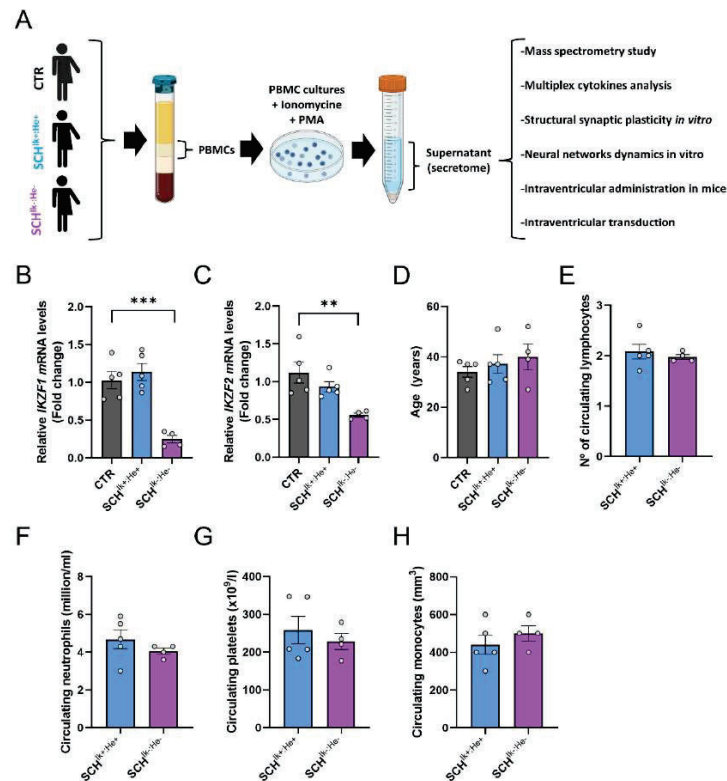 A
CTR
SCHIk+:He+
SCHIk-:He-
PBMCs
PBMC cultures
+ Ionomycine
+ PMA
Supernatant
(secretome)
-Mass spectrometry study
-Multiplex cytokines analysis
-Structural synaptic plasticity in vitro
-Neural networks dynamics in vitro
-Intraventricular administration in mice
-Intraventricular transduction
B
Relative IKZF1 mRNA levels
(Fold change)
2.0
1.5
1.0
0.5
0.0
***
CTR
SCHIk+:He+
SCHIk-:He-
C
Relative IKZF2 mRNA levels
(Fold change)
2.0
1.5
1.0
0.5
0.0
**
CTR
SCHIk+:He+
SCHIk-:He-
D
Age (years)
60
40
20
0
CTR
SCHIk+:He+
SCHIk-:He-
E
Nº of circulating lymphocytes
3
2
1
0
SCHIk+:He+
SCHIk-:He-
F
Circulating neutrophils (million/ml)
8
6
4
2
0
SCHIk+:He+
SCHIk-:He-
G
Circulating platelets (x10⁹/l)
400
300
200
100
0
SCHIk+:He+
SCHIk-:He-
H
Circulating monocytes (mm³)
800
600
400
200
0
SCHIk+:He+
SCHIk-:He-